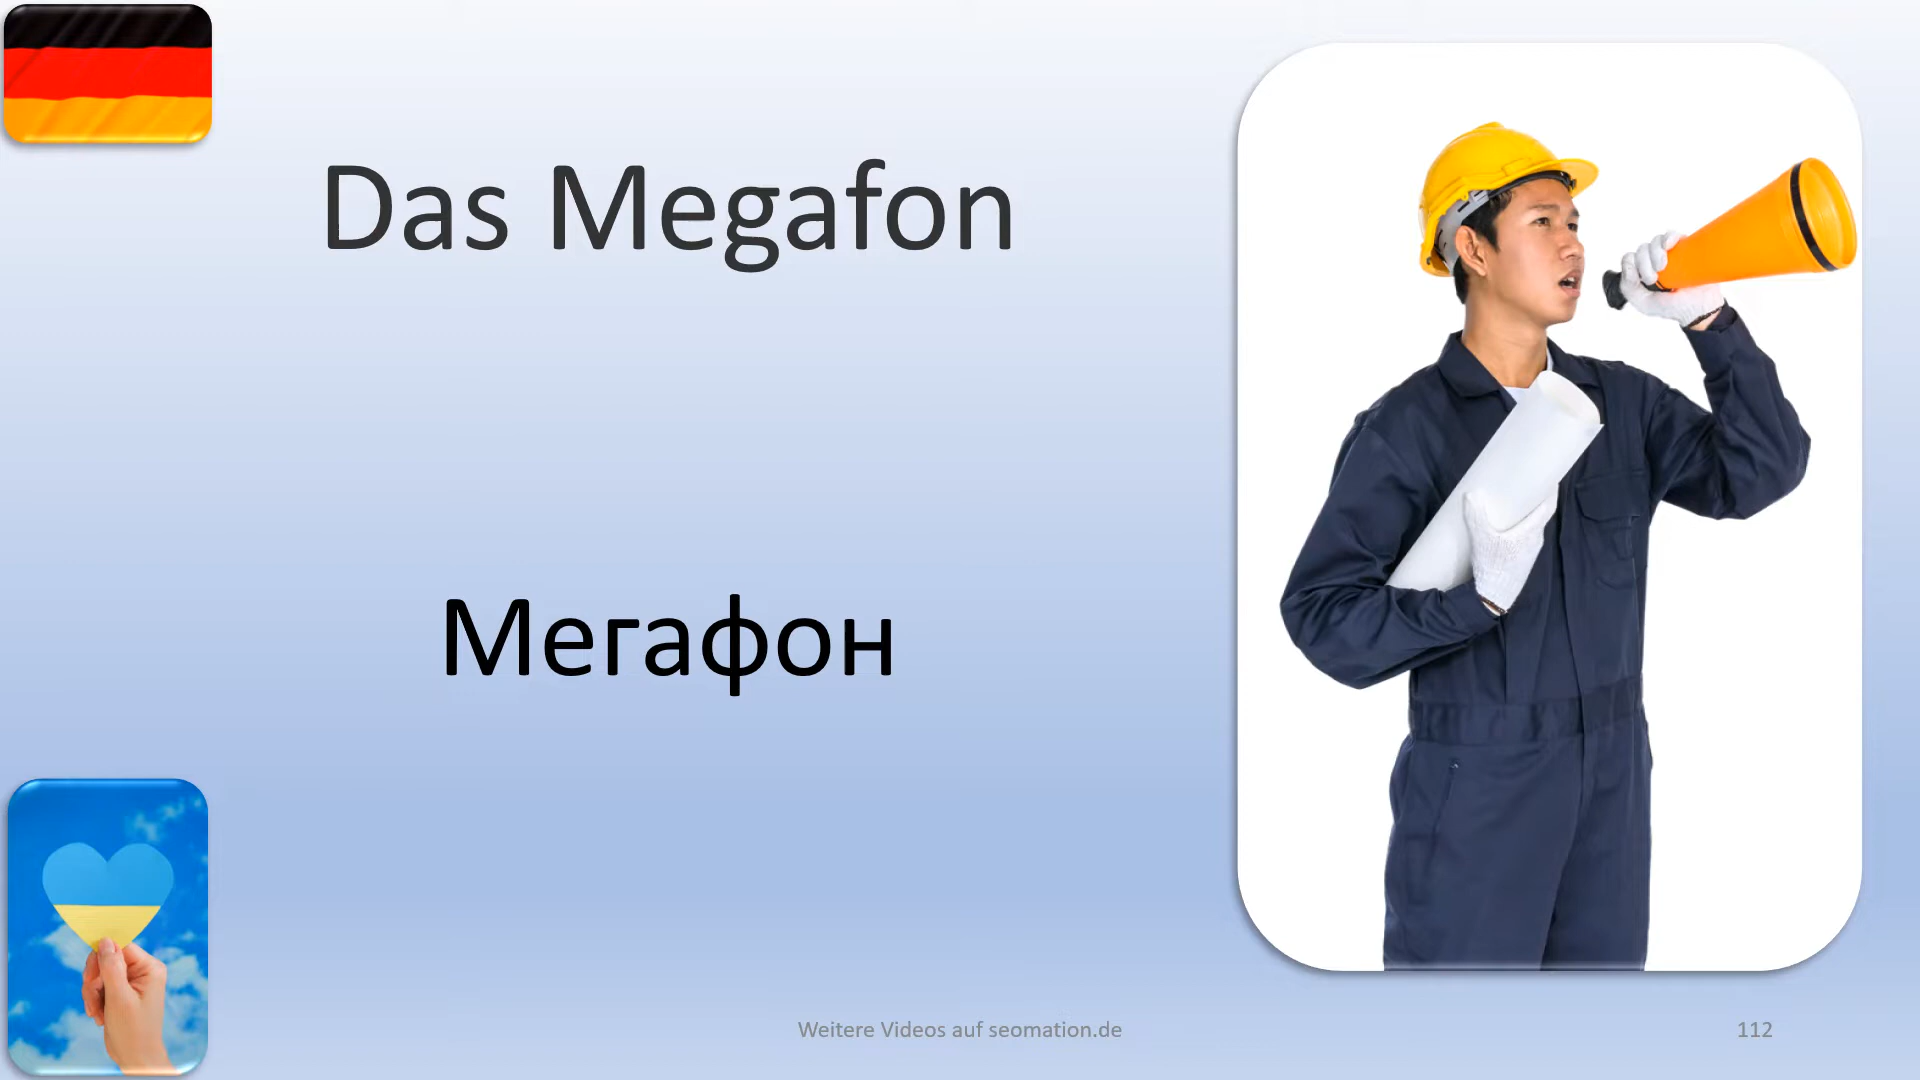 Das Megafon
Мегафон
Weitere Videos auf seomation.de
112